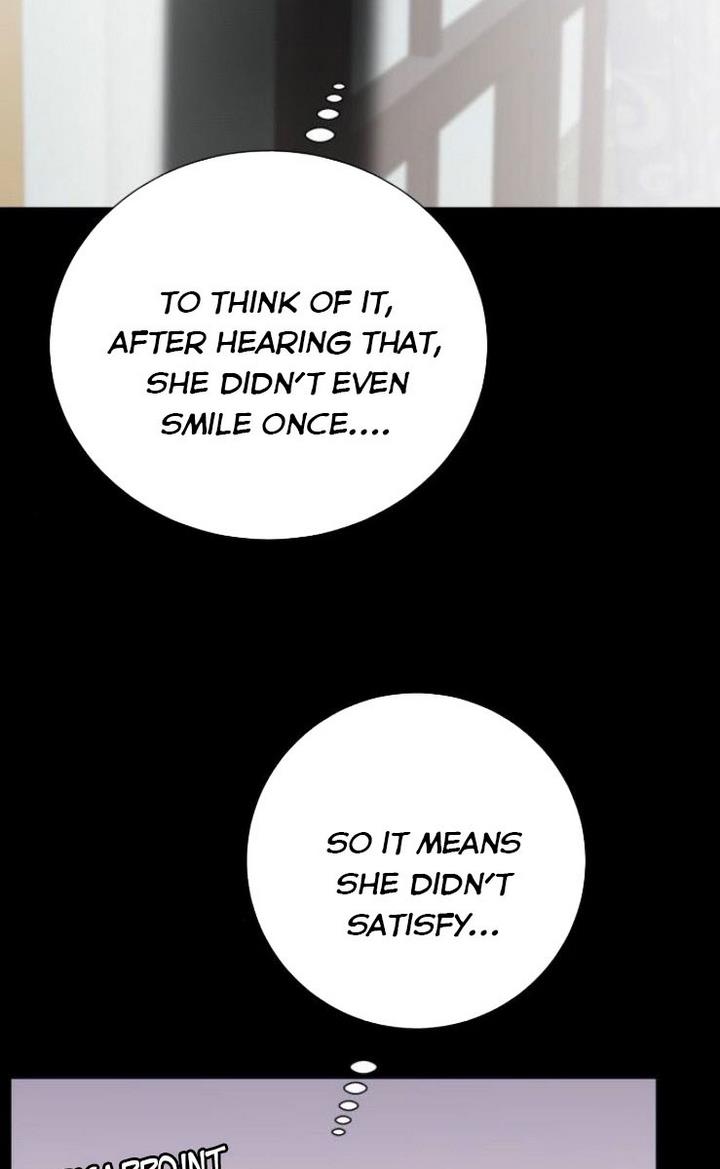 TO THINK OF IT,
AFTER HEARING THAT,
SHE DIDN'T EVEN
SMILE ONCE....
SO IT MEANS
SHE DIDN'T
SATISFY...